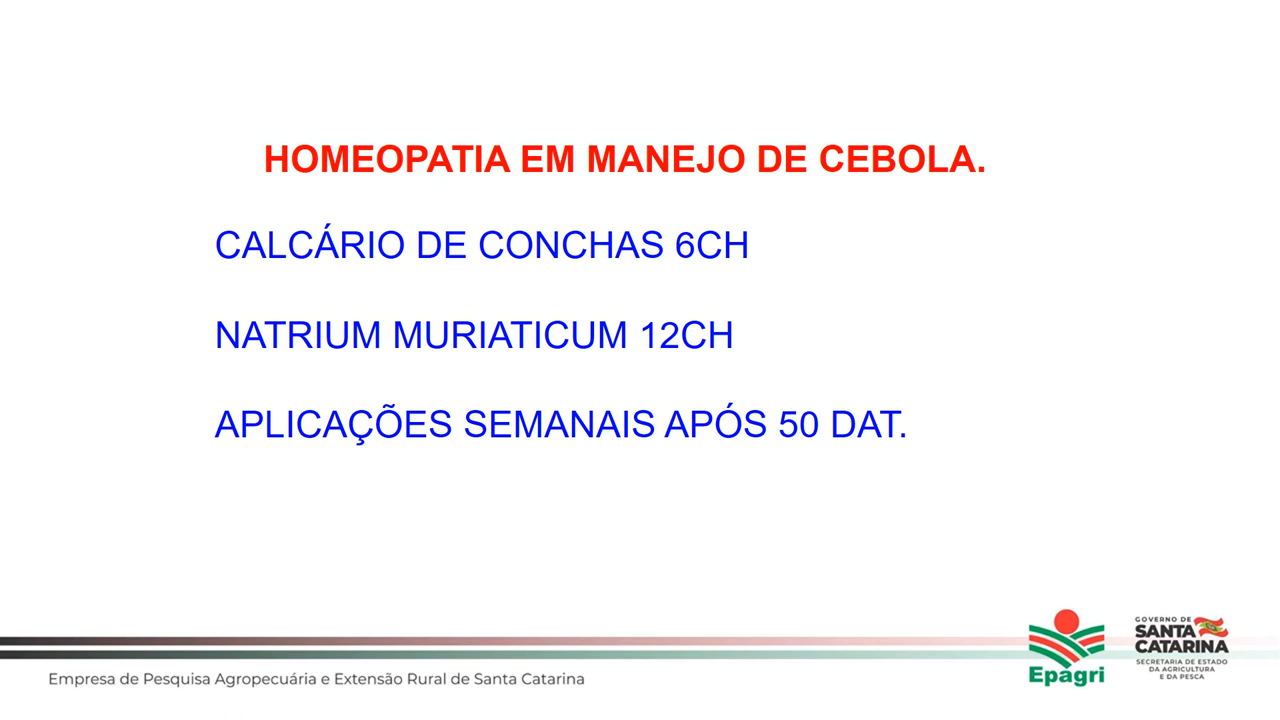 HOMEOPATIA EM MANEJO DE CEBOLA.
CALCÁRIO DE CONCHAS 6CH
NATRIUM MURIATICUM 12CH
APLICAÇÕES SEMANAIS APÓS 50 DAT.
Empresa de Pesquisa Agropecuária e Extensão Rural de Santa Catarina
Epagri
GOVERNO DE
SANTA
CATARINA
SECRETARIA DE ESTADO
DA AGRICULTURA
E DA PESCA